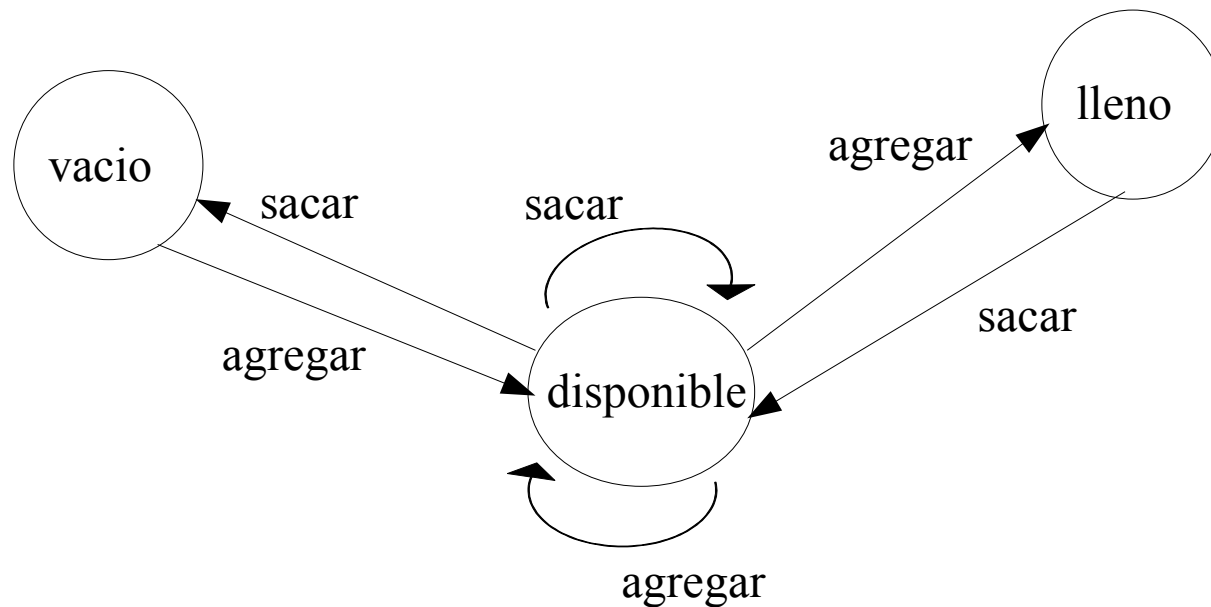 lleno
agregar
vacio
sacar
sacar
sacar
agregar
disponible
agregar